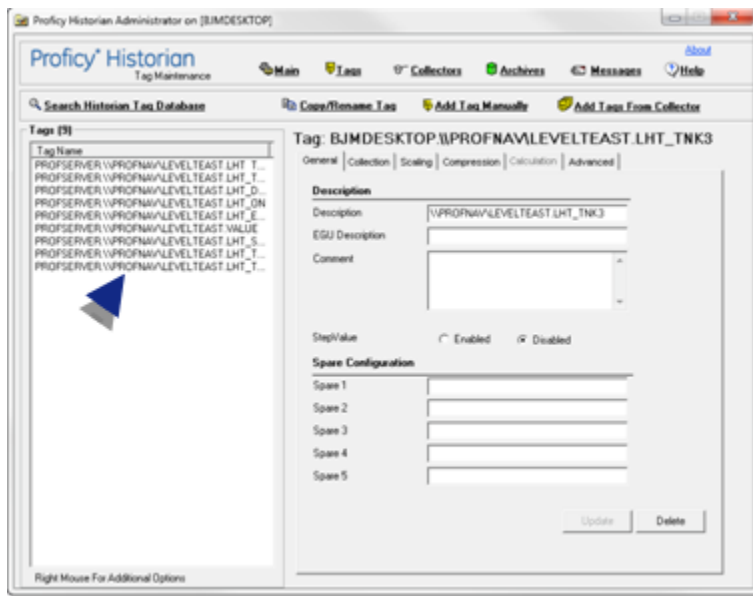 Proficy Historian Administrator on [BJMDESKTOP]
Proficy* Historian
Tag Maintenance
Main Tags Collectors Archives Messages About Help
Search Historian Tag Database Copy/Rename Tag Add Tag Manually Add Tags From Collector
Tags (9)
Tag Name
PROFSERVER.\\PROFNAV\LEVELTEAST.LHT_T...
PROFSERVER.\\PROFNAV\LEVELTEAST.LHT_T...
PROFSERVER.\\PROFNAV\LEVELTEAST.LHT_D...
PROFSERVER.\\PROFNAV\LEVELTEAST.LHT_ON
PROFSERVER.\\PROFNAV\LEVELTEAST.LHT_E...
PROFSERVER.\\PROFNAV\LEVELTEAST.VALUE
PROFSERVER.\\PROFNAV\LEVELTEAST.LHT_S...
PROFSERVER.\\PROFNAV\LEVELTEAST.LHT_T...
PROFSERVER.\\PROFNAV\LEVELTEAST.LHT_T...
Right Mouse For Additional Options
Tag: BJMDESKTOP.\\PROFNAV\LEVELTEAST.LHT_TNK3
General Collection Scaling Compression Calculation Advanced
Description
Description \\PROFNAV\LEVELTEAST.LHT_TNK3
EGU Description
Comment
StepValue Enabled Disabled
Spare Configuration
Spare 1
Spare 2
Spare 3
Spare 4
Spare 5
Update Delete